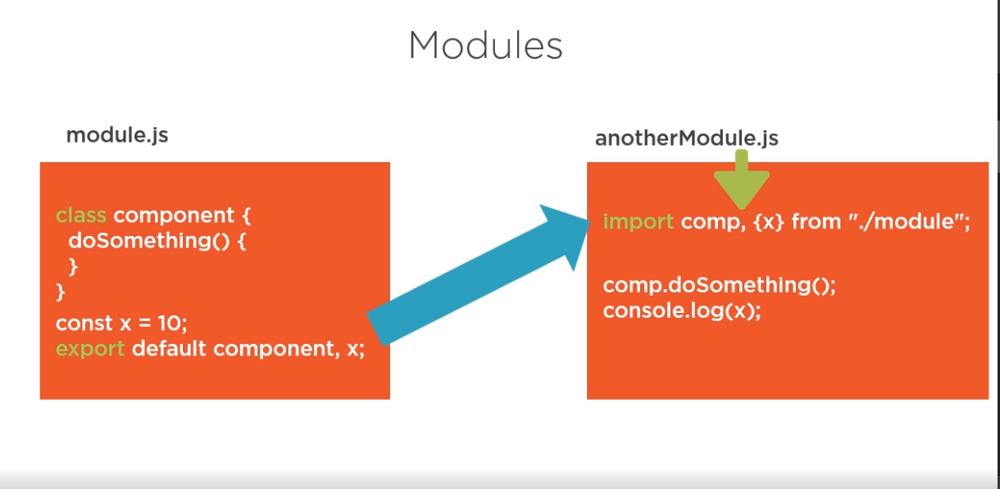 Modules
module.js
class component {
doSomething() {
}
}
const x = 10;
export default component, x;
anotherModule.js
import comp, {x} from "./module";
comp.doSomething();
console.log(x);